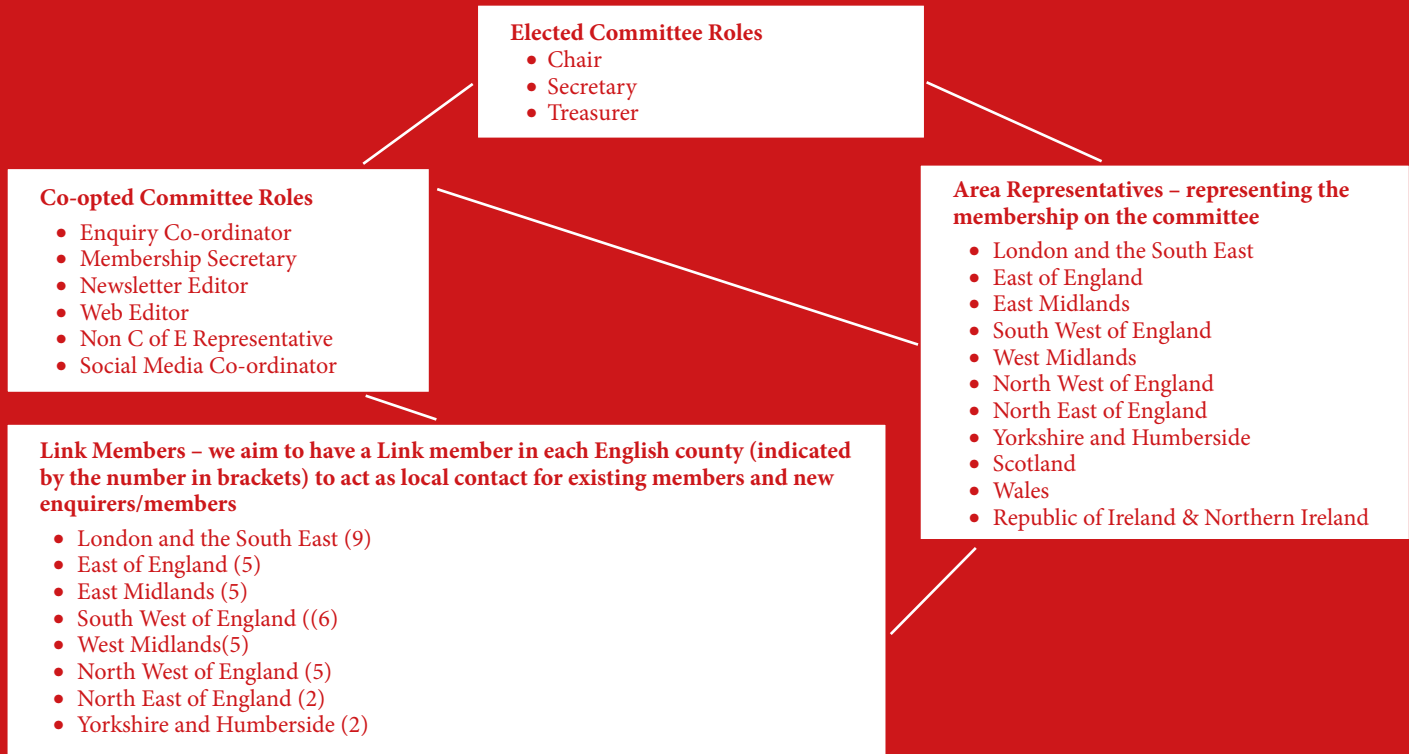 Elected Committee Roles
• Chair
• Secretary
• Treasurer
Co-opted Committee Roles
• Enquiry Co-ordinator
• Membership Secretary
• Newsletter Editor
• Web Editor
• Non C of E Representative
• Social Media Co-ordinator
Area Representatives – representing the
membership on the committee
• London and the South East
• East of England
• East Midlands
• South West of England
• West Midlands
• North West of England
• North East of England
• Yorkshire and Humberside
• Scotland
• Wales
• Republic of Ireland & Northern Ireland
Link Members – we aim to have a Link member in each English county (indicated
by the number in brackets) to act as local contact for existing members and new
enquirers/members
• London and the South East (9)
• East of England (5)
• East Midlands (5)
• South West of England ((6)
• West Midlands(5)
• North West of England (5)
• North East of England (2)
• Yorkshire and Humberside (2)